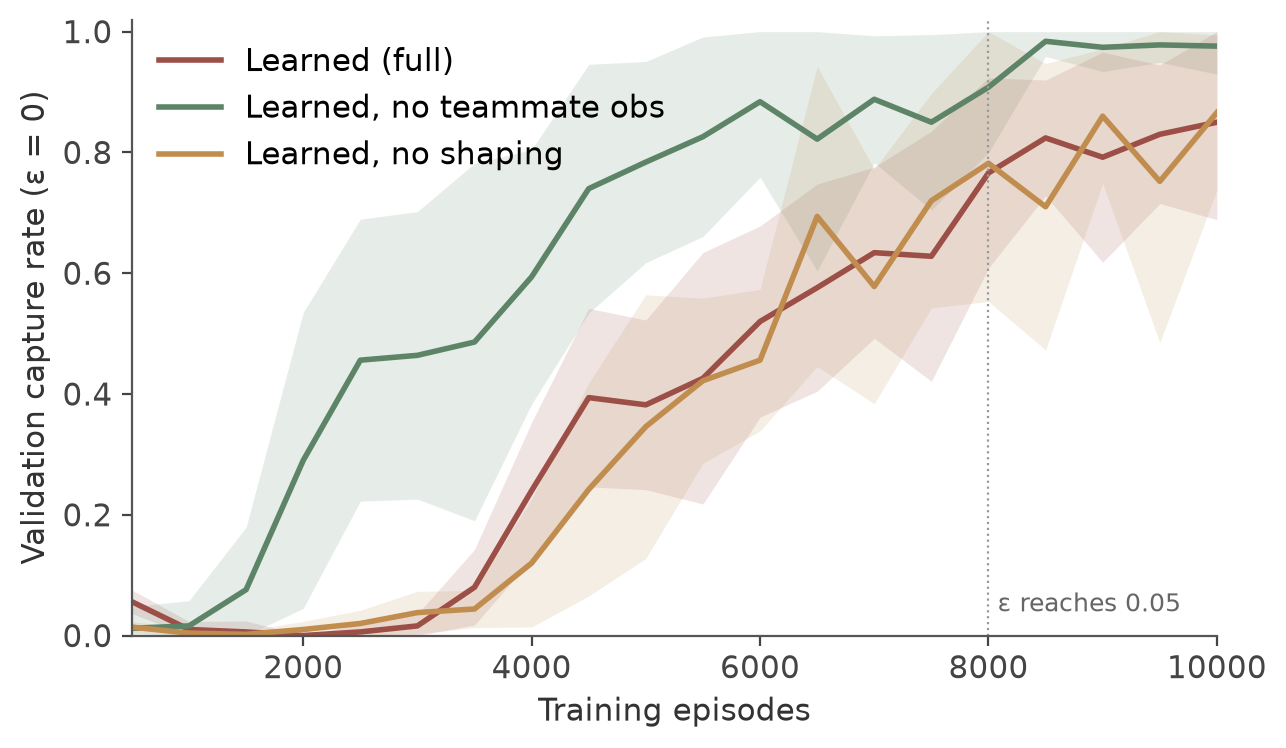 1.0
0.8
0.6
0.4
0.2
0.0
Validation capture rate (ε = 0)
Learned (full)
Learned, no teammate obs
Learned, no shaping
ε reaches 0.05
2000 4000 6000 8000 10000
Training episodes